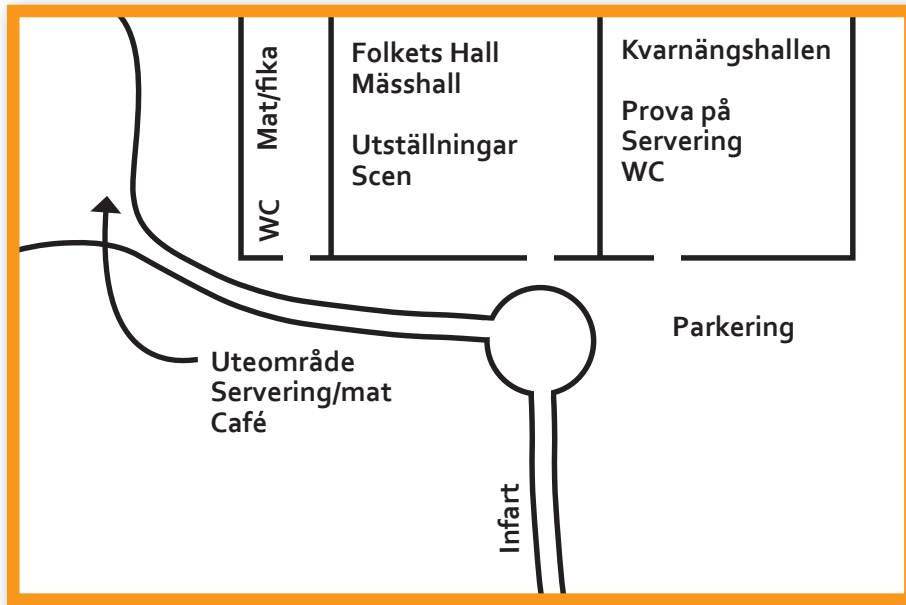 Mat/fika
WC
Folkets Hall
Mässhall
Utställningar
Scen
Kvarnängshallen
Prova på
Servering
WC
Parkering
Uteområde
Servering/mat
Café
Infart